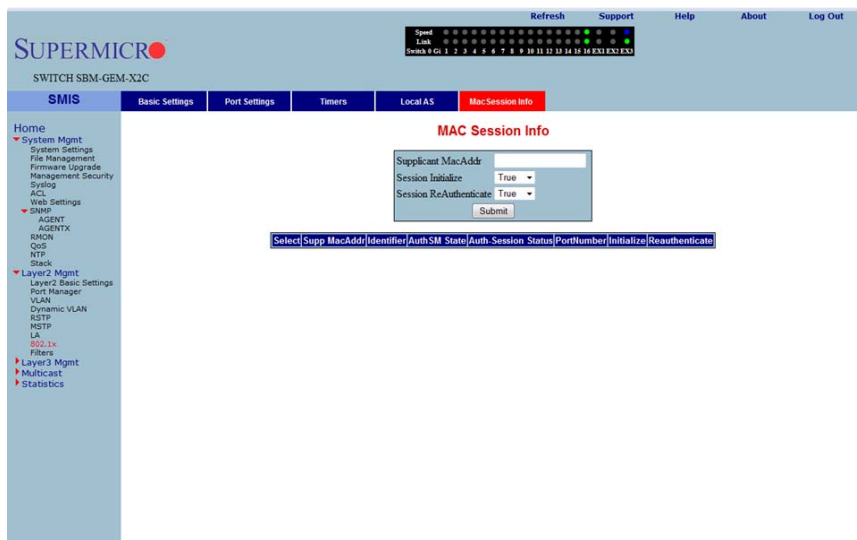 Refresh Support Help About Log Out
Speed
Link
Switch 0 Gi 1 2 3 4 5 6 7 8 9 10 11 12 13 14 15 16 EX1 EX2 EX3
SUPERMICR
SWITCH SBM-GEM-X2C
SMIS
Basic Settings Port Settings Timers Local AS MacSession Info
Home
System Mgmt
System Settings
File Management
Firmware Upgrade
Management Security
Syslog
ACL
Web Settings
SNMP
AGENT
AGENTX
RMON
QoS
NTP
Stack
Layer2 Mgmt
Layer2 Basic Settings
Port Manager
VLAN
Dynamic VLAN
RSTP
MSTP
LA
802.1x
Filters
Layer3 Mgmt
Multicast
Statistics
MAC Session Info
Supplicant MacAddr
Session Initialize True
Session ReAuthenticate True
Submit
Select Supp MacAddr Identifier AuthSM State Auth-Session Status PortNumber Initialize Reauthenticate